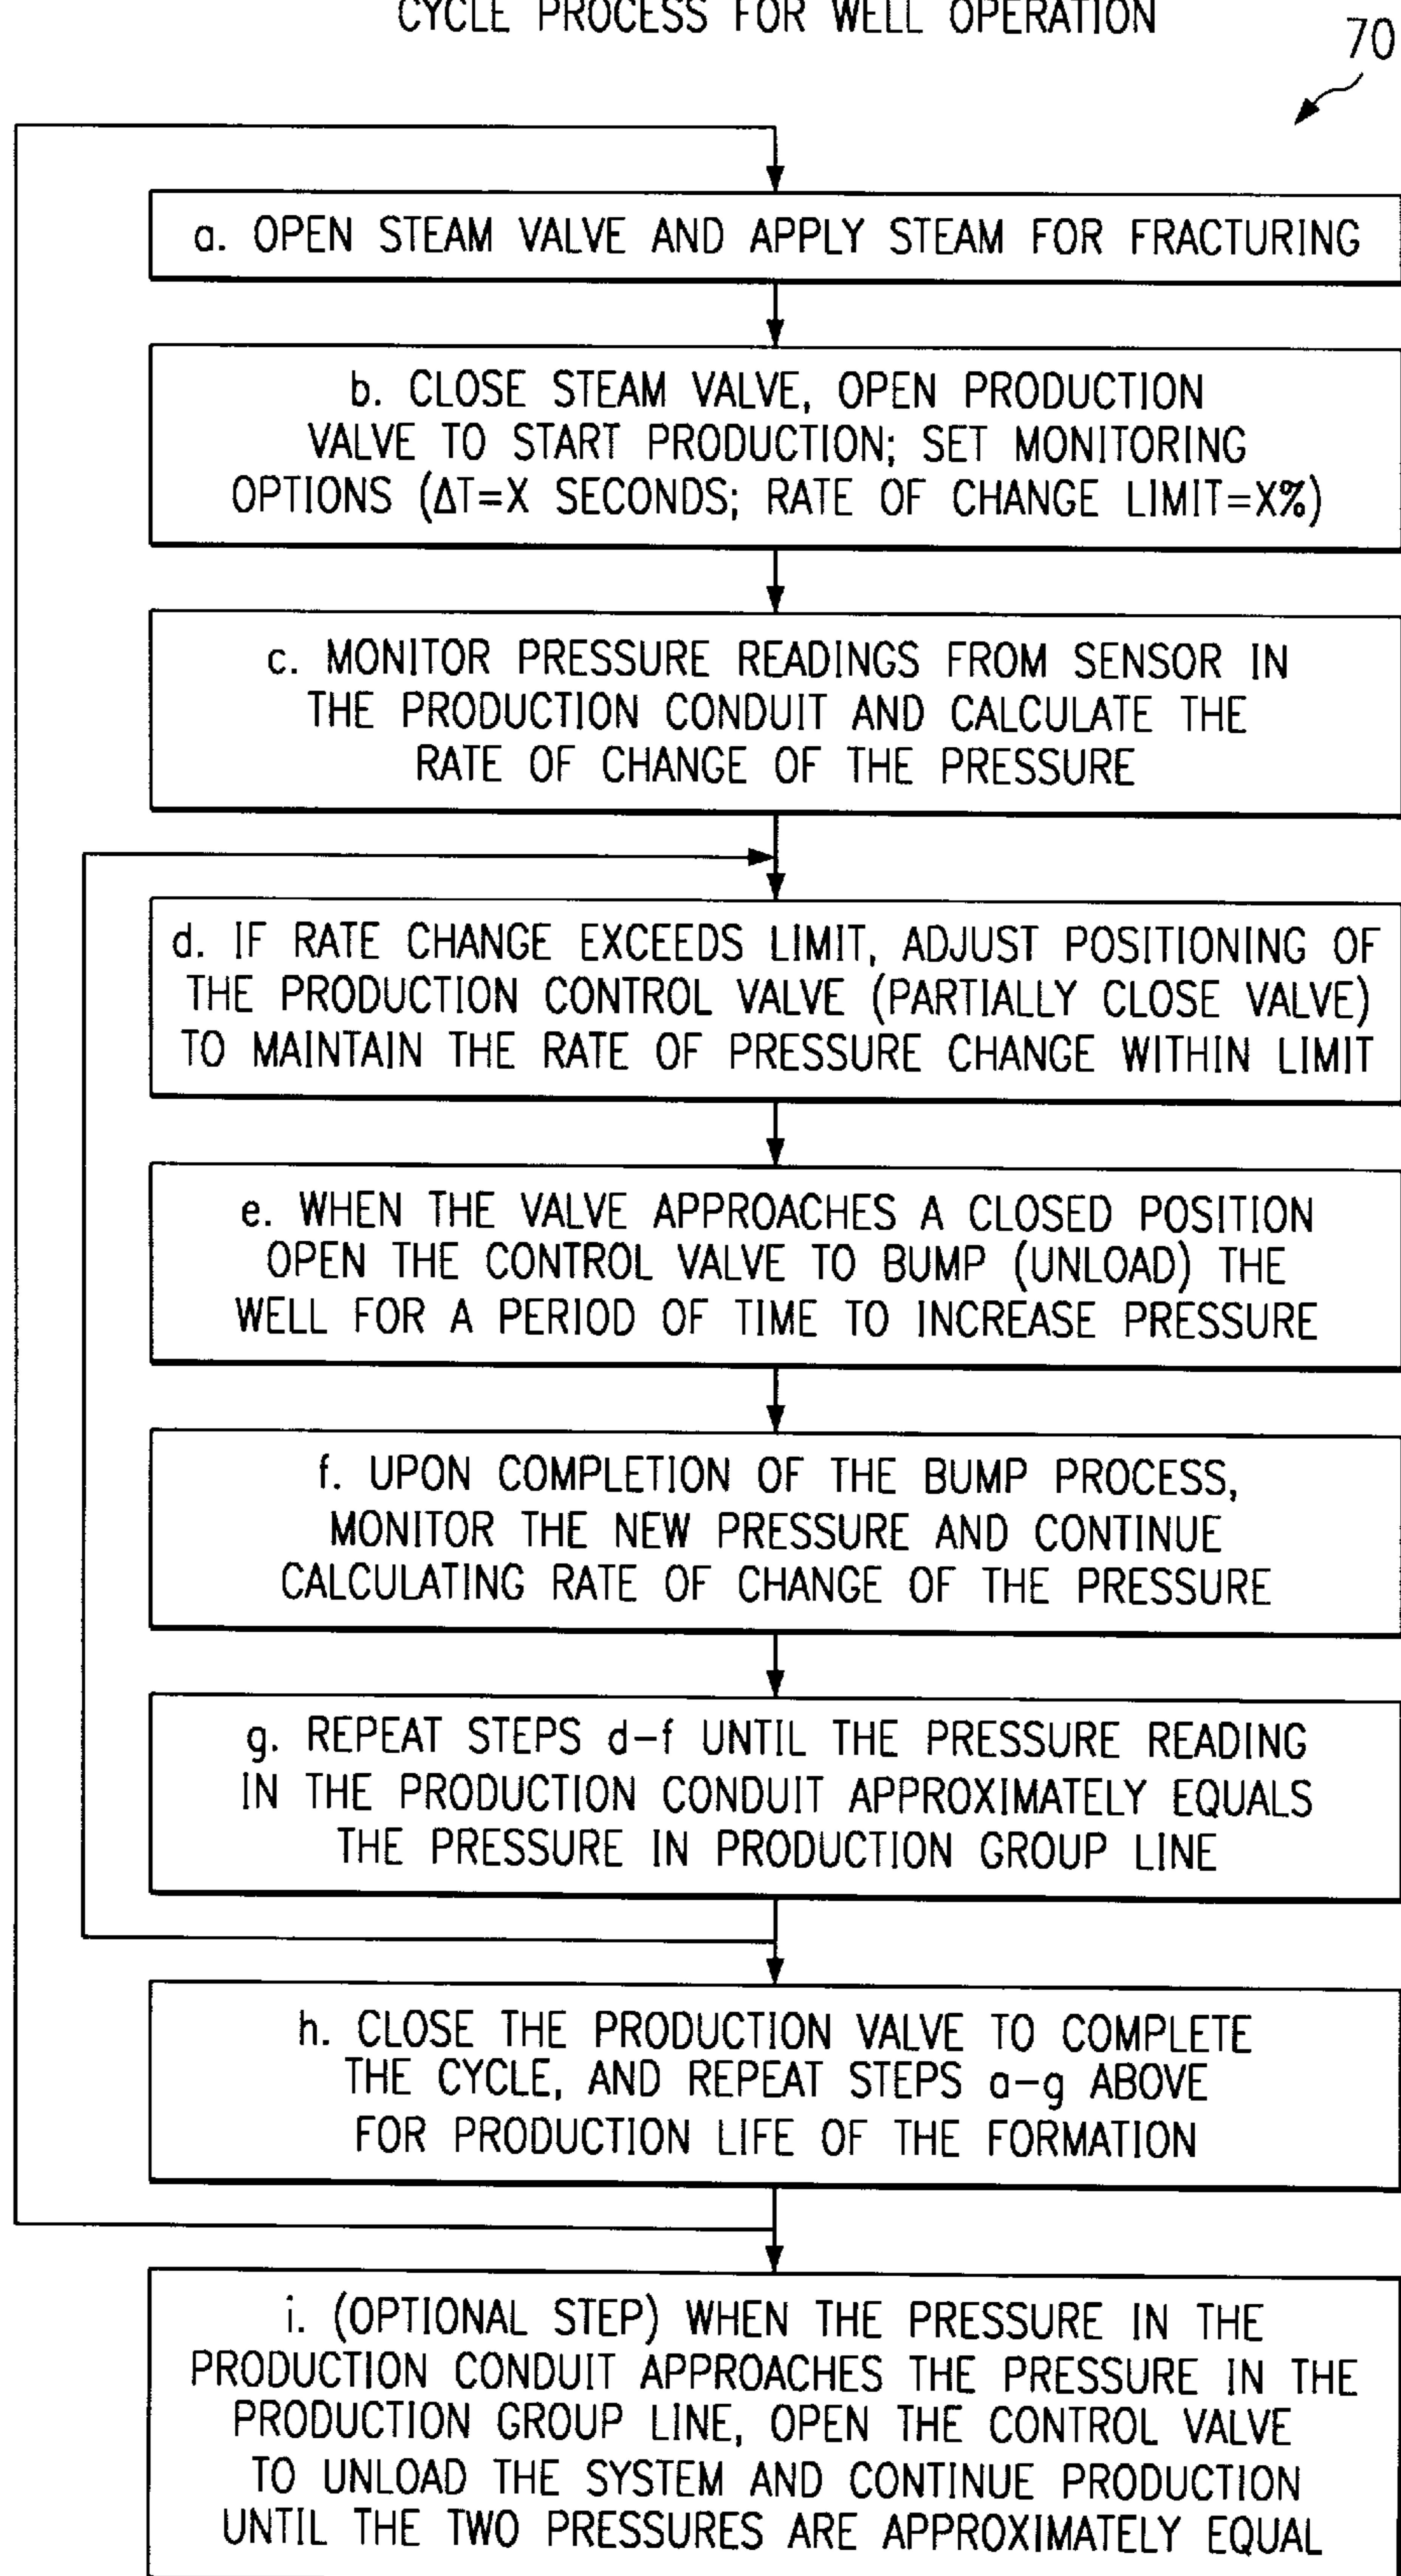 CYCLE PROCESS FOR WELL OPERATION
70
a. OPEN STEAM VALVE AND APPLY STEAM FOR FRACTURING
b. CLOSE STEAM VALVE, OPEN PRODUCTION
VALVE TO START PRODUCTION; SET MONITORING
OPTIONS (ΔT=X SECONDS; RATE OF CHANGE LIMIT=X%)
c. MONITOR PRESSURE READINGS FROM SENSOR IN
THE PRODUCTION CONDUIT AND CALCULATE THE
RATE OF CHANGE OF THE PRESSURE
d. IF RATE CHANGE EXCEEDS LIMIT, ADJUST POSITIONING OF
THE PRODUCTION CONTROL VALVE (PARTIALLY CLOSE VALVE)
TO MAINTAIN THE RATE OF PRESSURE CHANGE WITHIN LIMIT
e. WHEN THE VALVE APPROACHES A CLOSED POSITION
OPEN THE CONTROL VALVE TO BUMP (UNLOAD) THE
WELL FOR A PERIOD OF TIME TO INCREASE PRESSURE
f. UPON COMPLETION OF THE BUMP PROCESS,
MONITOR THE NEW PRESSURE AND CONTINUE
CALCULATING RATE OF CHANGE OF THE PRESSURE
g. REPEAT STEPS d-f UNTIL THE PRESSURE READING
IN THE PRODUCTION CONDUIT APPROXIMATELY EQUALS
THE PRESSURE IN PRODUCTION GROUP LINE
h. CLOSE THE PRODUCTION VALVE TO COMPLETE
THE CYCLE, AND REPEAT STEPS a-g ABOVE
FOR PRODUCTION LIFE OF THE FORMATION
i. (OPTIONAL STEP) WHEN THE PRESSURE IN THE
PRODUCTION CONDUIT APPROACHES THE PRESSURE IN THE
PRODUCTION GROUP LINE, OPEN THE CONTROL VALVE
TO UNLOAD THE SYSTEM AND CONTINUE PRODUCTION
UNTIL THE TWO PRESSURES ARE APPROXIMATELY EQUAL